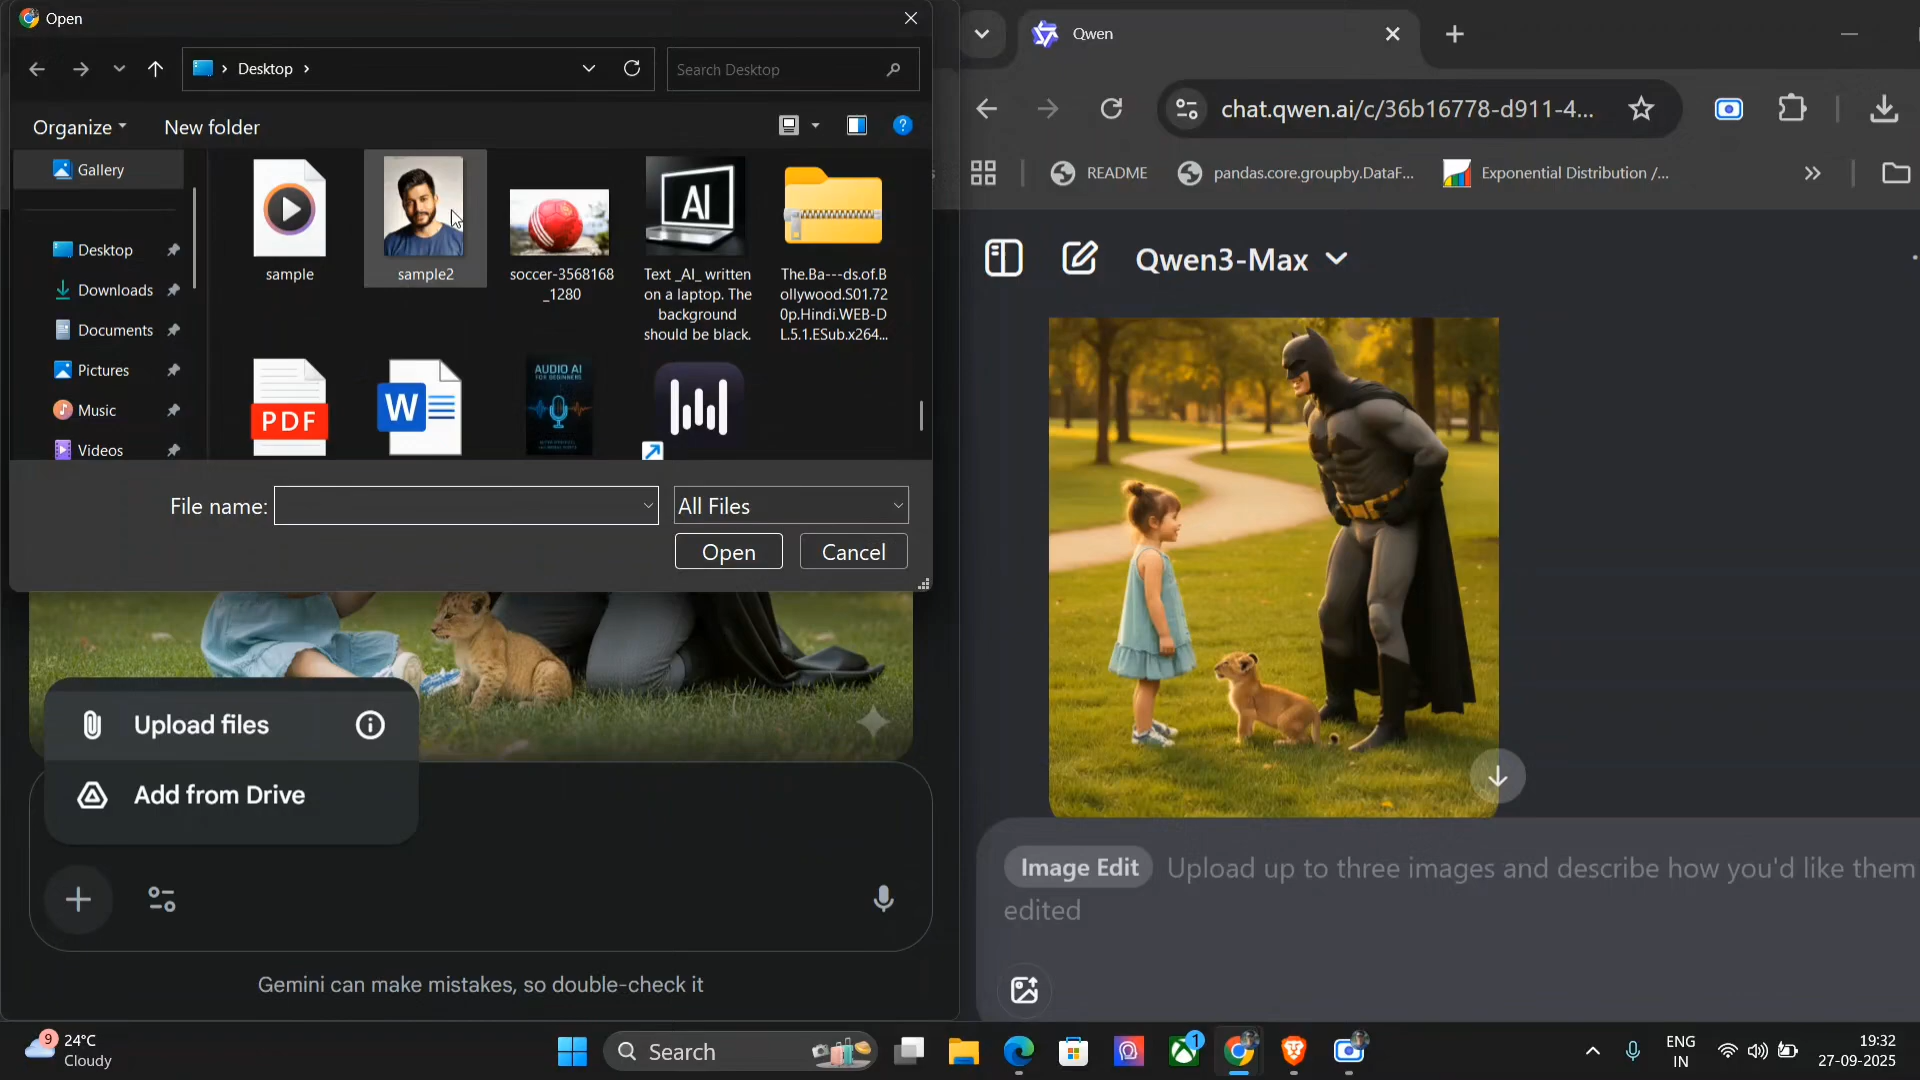 Open
Desktop
Search Desktop
Organize
New folder
Gallery
Desktop
Downloads
Documents
Pictures
Music
Videos
sample
sample2
soccer-3568168
_1280
AI
Text _AI_ written
on a laptop. The
background
should be black.
The.Ba---ds.of.B
ollywood.S01.72
0p.Hindi.WEB-D
L.5.1.ESub.x264...
PDF
W
AUDIO AI
FOR BEGINNERS
File name:
All Files
Open
Cancel
Upload files
Add from Drive
Gemini can make mistakes, so double-check it
Qwen
chat.qwen.ai/c/36b16778-d911-4...
README
pandas.core.groupby.DataF...
Exponential Distribution /...
Qwen3-Max
Image Edit Upload up to three images and describe how you'd like them
edited
9
24°C
Cloudy
Search
1
ENG
IN
19:32
27-09-2025